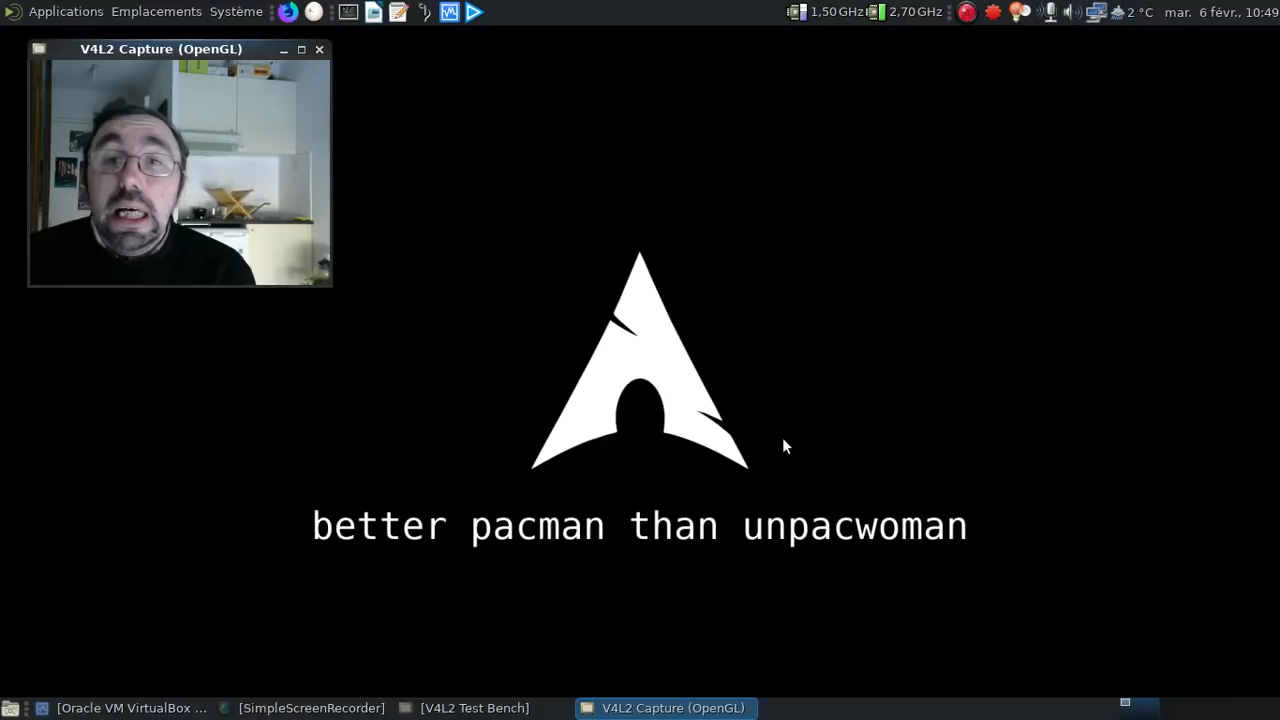 Applications Emplacements Système 1,50 GHz 2,70 GHz 2 °C mar. 6 févr., 10:49
V4L2 Capture (OpenGL)
better pacman than unpacwoman
[Oracle VM VirtualBox ... [SimpleScreenRecorder] [V4L2 Test Bench] V4L2 Capture (OpenGL)